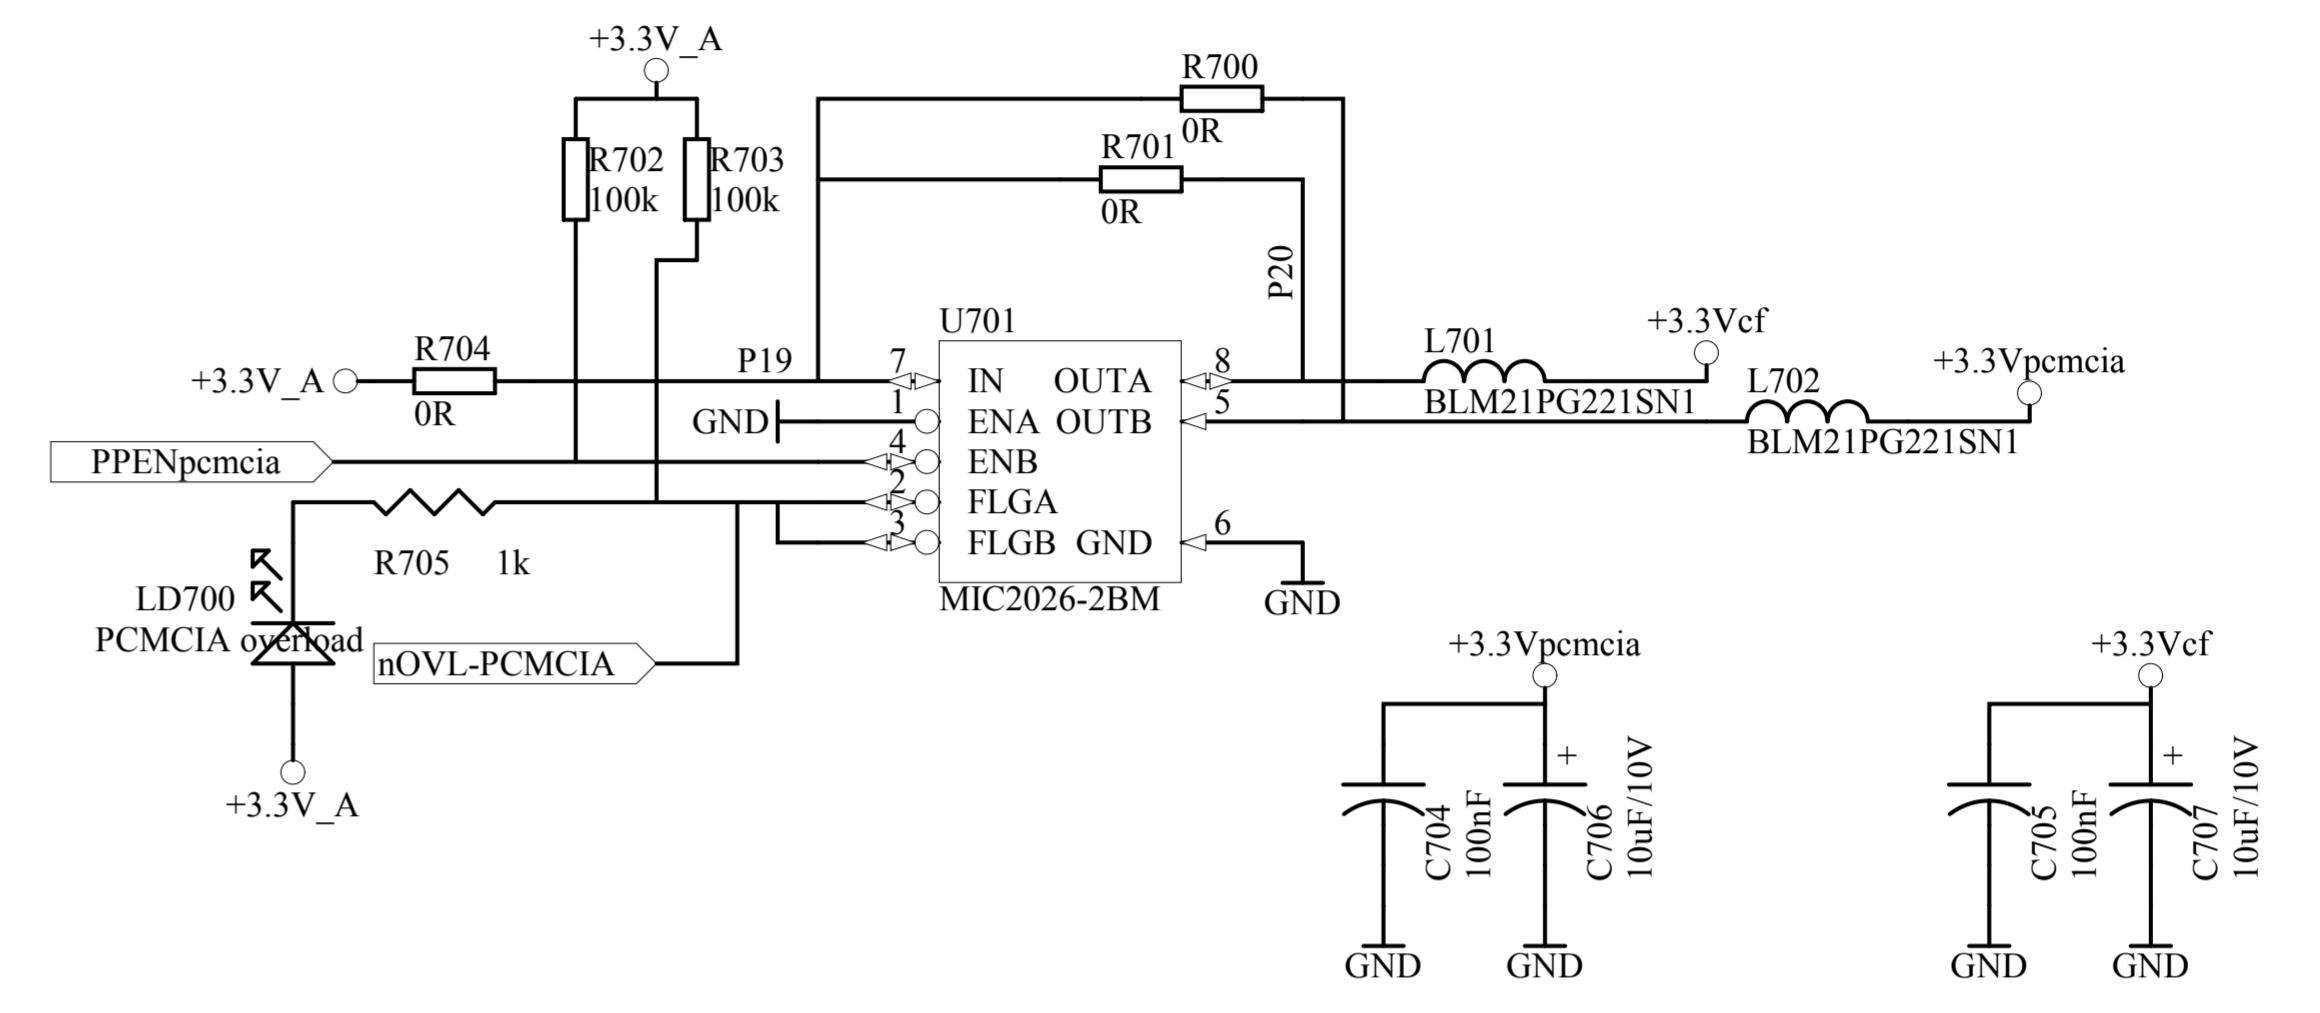 +3.3V_A
R700
0R
R701
0R
R702
100k
R703
100k
P20
U701
+3.3V_A
R704
0R
P19
7
IN
OUTA
8
L701
BLM21PG221SN1
+3.3Vcf
L702
BLM21PG221SN1
+3.3Vpcmcia
GND
1
ENA
OUTB
5
PPENpcmcia
4
ENB
2
FLGA
3
FLGB
GND
6
GND
MIC2026-2BM
R705 1k
LD700
PCMCIA overload
nOVL-PCMCIA
+3.3V_A
+3.3Vpcmcia
C704
100nF
+
C706
10uF/10V
GND
GND
+3.3Vcf
C705
100nF
+
C707
10uF/10V
GND
GND